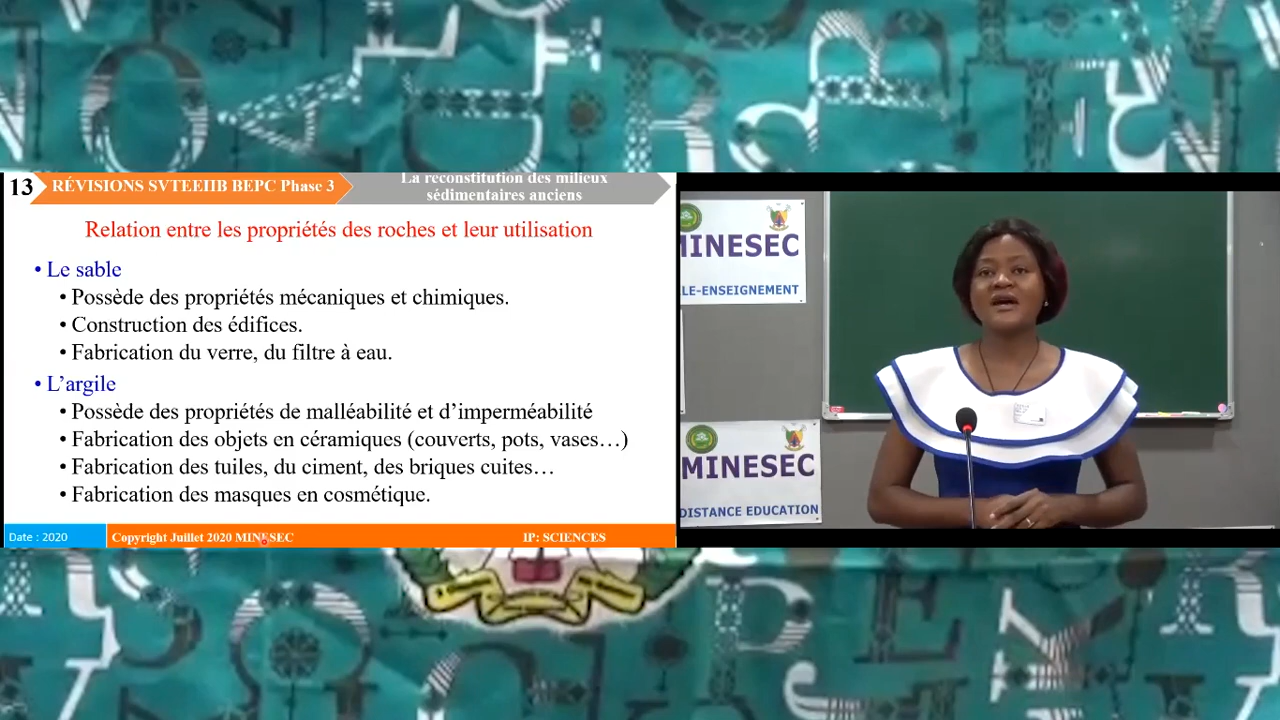 13
RÉVISIONS SVTEEHB BEPC Phase 3
La reconstitution des milieux
sédimentaires anciens
Relation entre les propriétés des roches et leur utilisation
• Le sable
• Possède des propriétés mécaniques et chimiques.
• Construction des édifices.
• Fabrication du verre, du filtre à eau.
• L’argile
• Possède des propriétés de malléabilité et d’imperméabilité
• Fabrication des objets en céramiques (couverts, pots, vases…)
• Fabrication des tuiles, du ciment, des briques cuites…
• Fabrication des masques en cosmétique.
Date : 2020
Copyright Juillet 2020 MINESEC
IP: SCIENCES
MINESEC
LE-ENSEIGNEMENT
MINESEC
DISTANCE EDUCATION